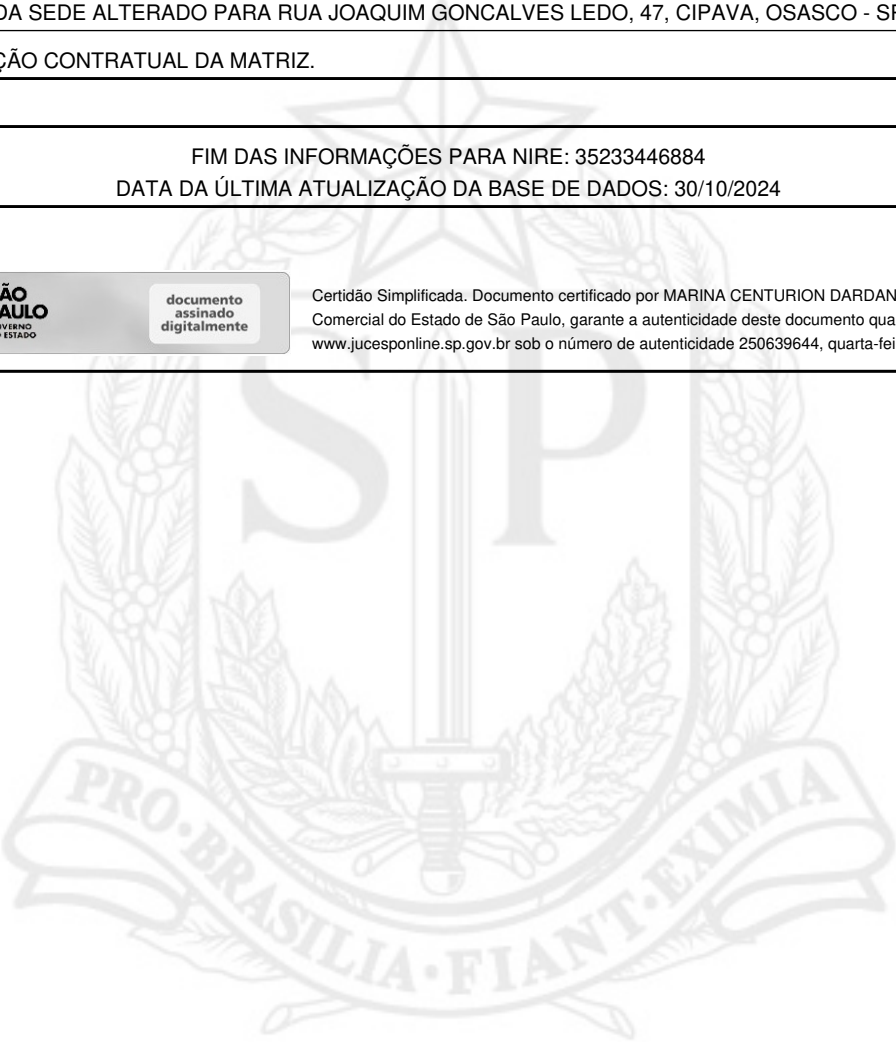 DA SEDE ALTERADO PARA RUA JOAQUIM GONCALVES LEDO, 47, CIPAVA, OSASCO - SP
ÇÃO CONTRATUAL DA MATRIZ.
FIM DAS INFORMAÇÕES PARA NIRE: 35233446884
DATA DA ÚLTIMA ATUALIZAÇÃO DA BASE DE DADOS: 30/10/2024
ÃO
AULO
VERNO
ESTADO
documento
assinado
digitalmente
Certidão Simplificada. Documento certificado por MARINA CENTURION DARDAN
Comercial do Estado de São Paulo, garante a autenticidade deste documento qua
www.jucesponline.sp.gov.br sob o número de autenticidade 250639644, quarta-fei
SP
PRO·BRASILIA·FIANT·EXIMIA